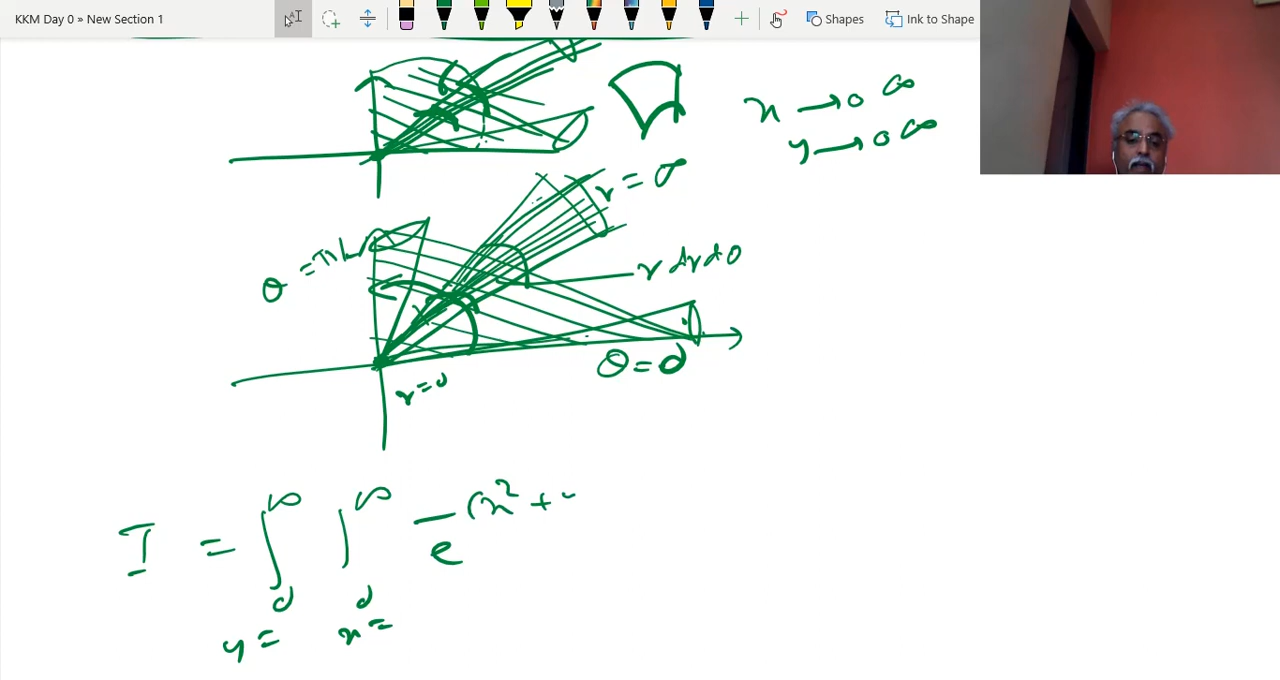 KKM Day 0 » New Section 1
Shapes
Ink to Shape
x → 0 ∞
y → 0 ∞
r = σ
θ = π/2
r dr dθ
θ = 0
r = 0
I = ∫ ∫ e −(x² +
∞ ∞
0 0
y = x =